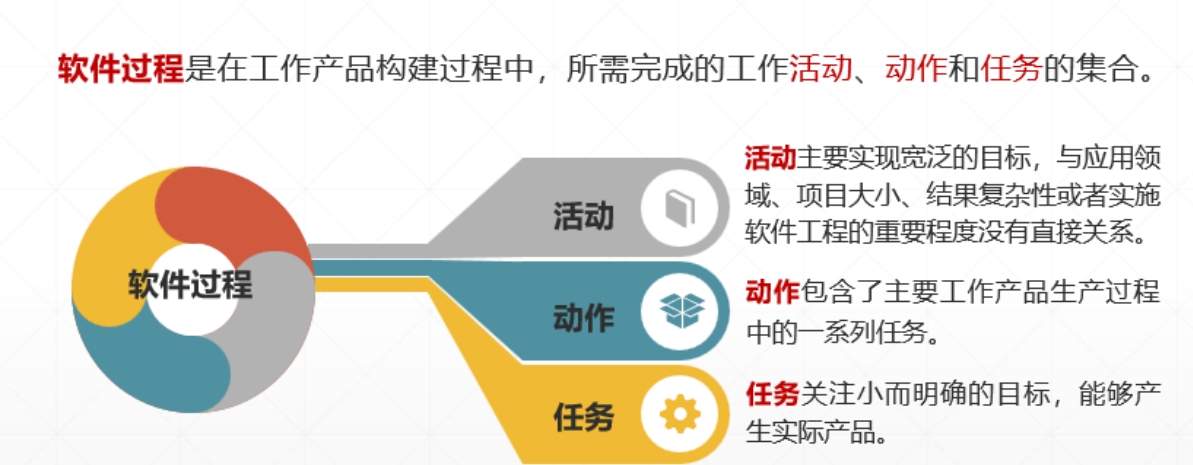 软件过程是在工作产品构建过程中，所需完成的工作活动、动作和任务的集合。
软件过程
活动
活动主要实现宽泛的目标，与应用领
域、项目大小、结果复杂性或者实施
软件工程的重要程度没有直接关系。
动作
动作包含了主要工作产品生产过程
中的一系列任务。
任务
任务关注小而明确的目标，能够产
生实际产品。